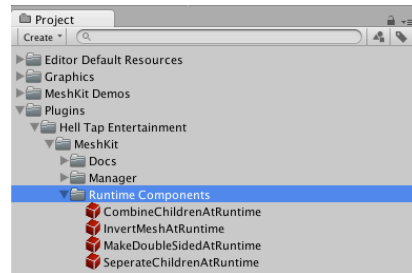 Project
Create
Editor Default Resources
Graphics
MeshKit Demos
Plugins
Hell Tap Entertainment
MeshKit
Docs
Manager
Runtime Components
CombineChildrenAtRuntime
InvertMeshAtRuntime
MakeDoubleSidedAtRuntime
SeperateChildrenAtRuntime